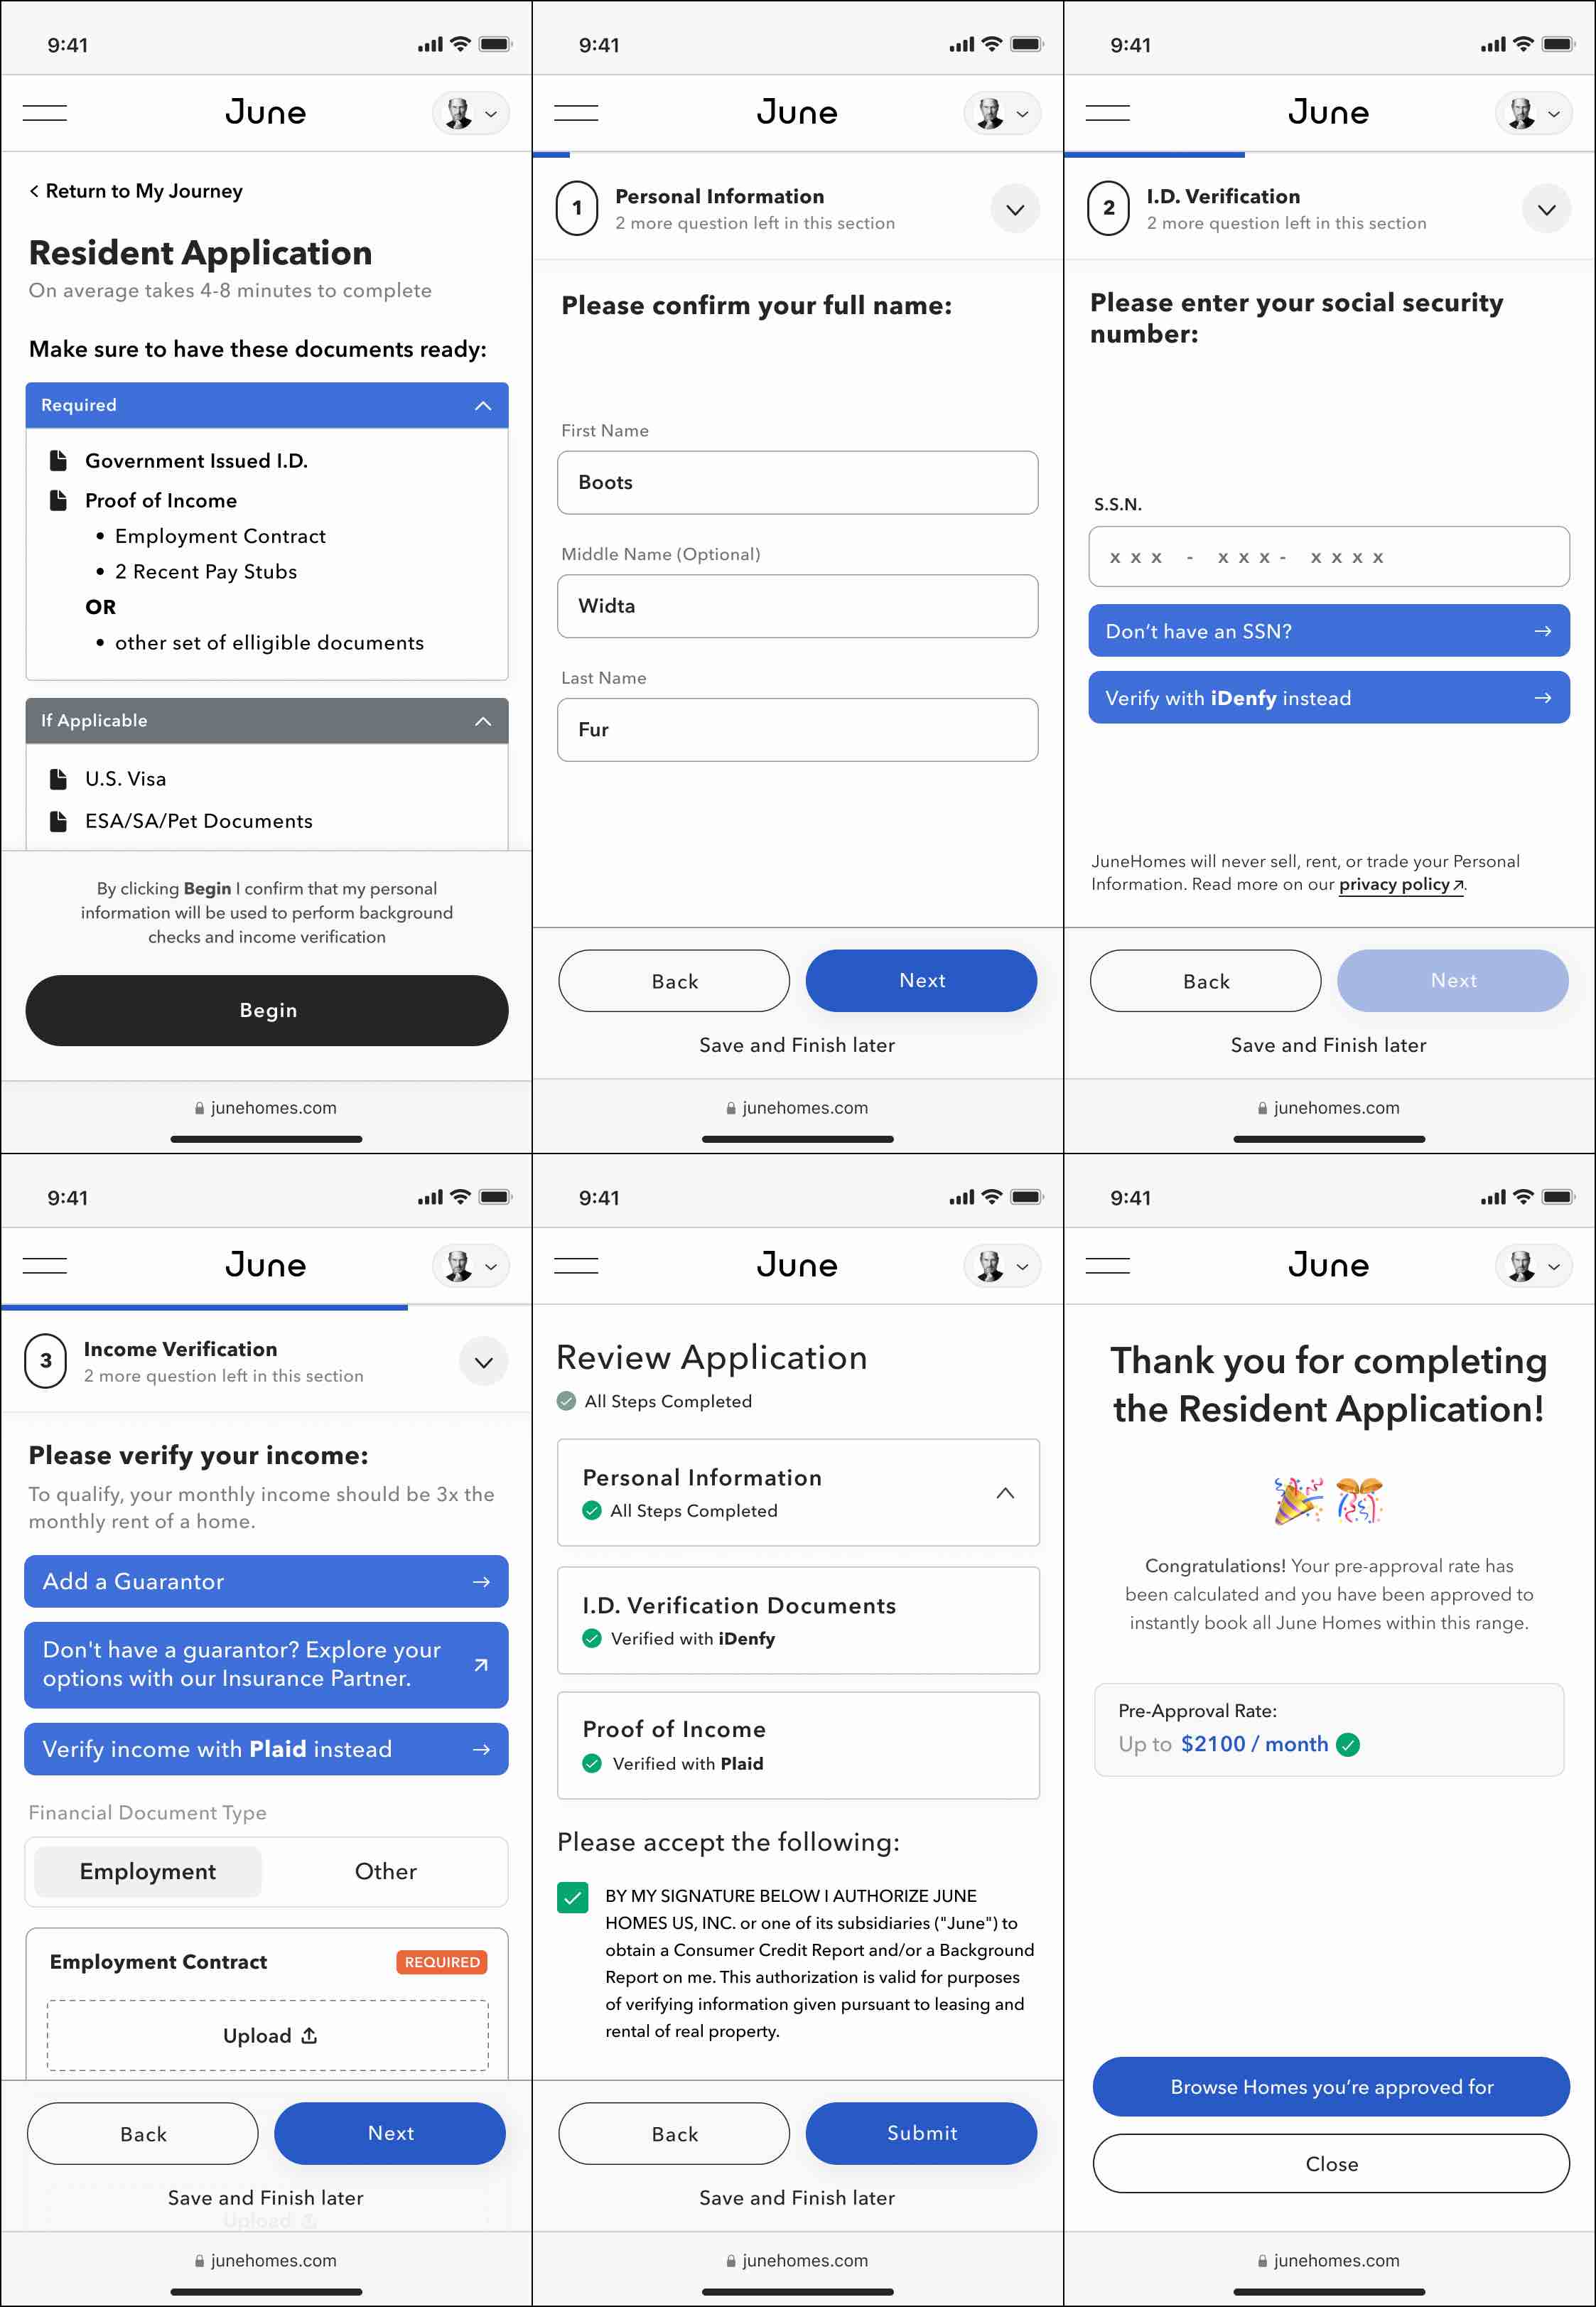 9:41
June
< Return to My Journey
Resident Application
On average takes 4-8 minutes to complete
Make sure to have these documents ready:
Required
Government Issued I.D.
Proof of Income
• Employment Contract
• 2 Recent Pay Stubs
OR
• other set of elligible documents
If Applicable
U.S. Visa
ESA/SA/Pet Documents
By clicking Begin I confirm that my personal
information will be used to perform background
checks and income verification
Begin
junehomes.com
9:41
June
1
Personal Information
2 more question left in this section
Please confirm your full name:
First Name
Boots
Middle Name (Optional)
Widta
Last Name
Fur
Back
Next
Save and Finish later
junehomes.com
9:41
June
2
I.D. Verification
2 more question left in this section
Please enter your social security
number:
S.S.N.
x x x - x x x - x x x x
Don’t have an SSN?
Verify with iDenfy instead
JuneHomes will never sell, rent, or trade your Personal
Information. Read more on our privacy policy.
Back
Next
Save and Finish later
junehomes.com
9:41
June
3
Income Verification
2 more question left in this section
Please verify your income:
To qualify, your monthly income should be 3x the
monthly rent of a home.
Add a Guarantor
Don't have a guarantor? Explore your
options with our Insurance Partner.
Verify income with Plaid instead
Financial Document Type
Employment
Other
Employment Contract
REQUIRED
Upload
Back
Next
Save and Finish later
Upload
junehomes.com
9:41
June
Review Application
All Steps Completed
Personal Information
All Steps Completed
I.D. Verification Documents
Verified with iDenfy
Proof of Income
Verified with Plaid
Please accept the following:
BY MY SIGNATURE BELOW I AUTHORIZE JUNE
HOMES US, INC. or one of its subsidiaries ("June") to
obtain a Consumer Credit Report and/or a Background
Report on me. This authorization is valid for purposes
of verifying information given pursuant to leasing and
rental of real property.
Back
Submit
Save and Finish later
junehomes.com
9:41
June
Thank you for completing
the Resident Application!
Congratulations! Your pre-approval rate has
been calculated and you have been approved to
instantly book all June Homes within this range.
Pre-Approval Rate:
Up to $2100 / month
Browse Homes you’re approved for
Close
junehomes.com